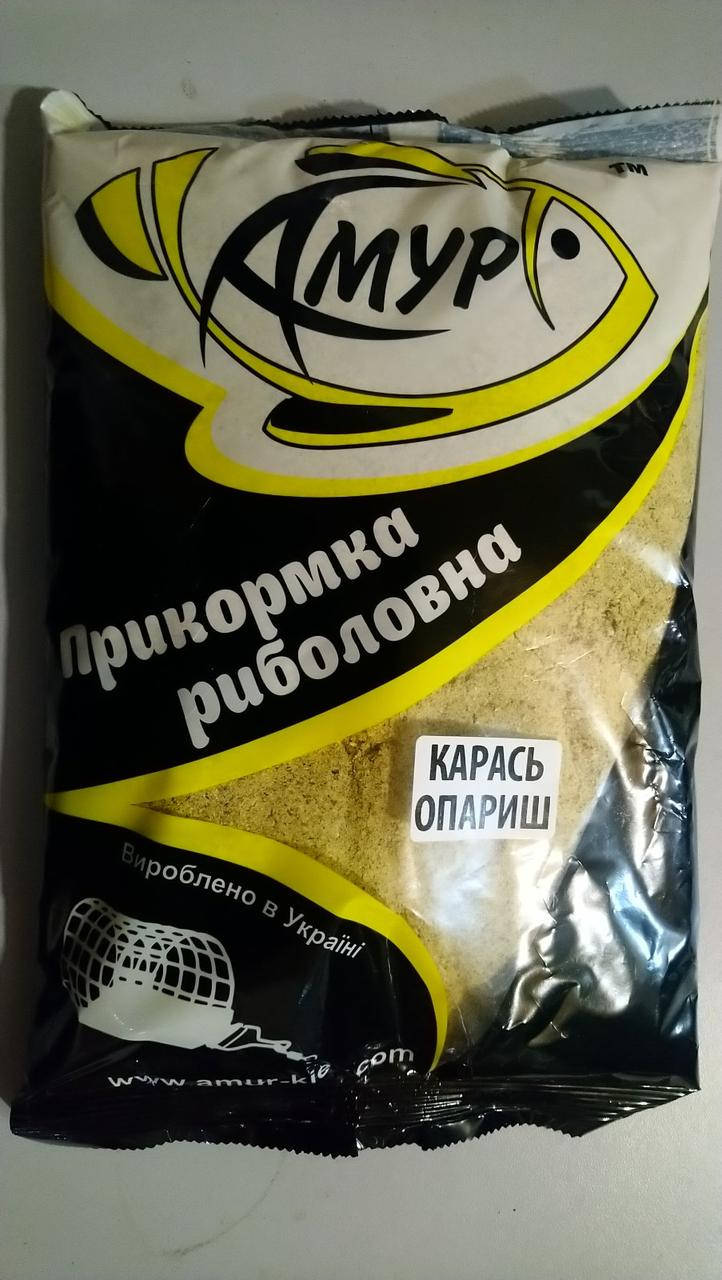 Амур
™
Прикормка
риболовна
КАРАСЬ
ОПАРИШ
Вироблено в Україні